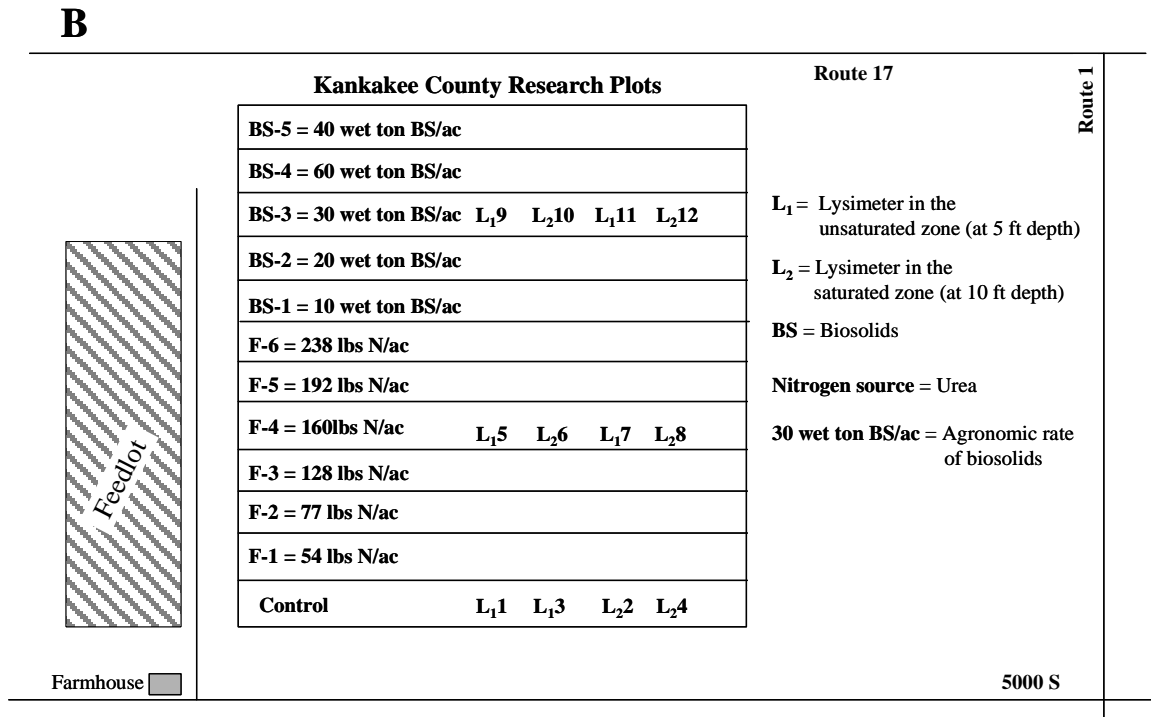 B
Route 17
Route 1
Kankakee County Research Plots
BS-5 = 40 wet ton BS/ac
BS-4 = 60 wet ton BS/ac
BS-3 = 30 wet ton BS/ac L₁9 L₂10 L₁11 L₂12
BS-2 = 20 wet ton BS/ac
BS-1 = 10 wet ton BS/ac
F-6 = 238 lbs N/ac
F-5 = 192 lbs N/ac
F-4 = 160lbs N/ac L₁5 L₂6 L₁7 L₂8
F-3 = 128 lbs N/ac
F-2 = 77 lbs N/ac
F-1 = 54 lbs N/ac
Control L₁1 L₁3 L₂2 L₂4
L₁ = Lysimeter in the
unsaturated zone (at 5 ft depth)
L₂ = Lysimeter in the
saturated zone (at 10 ft depth)
BS = Biosolids
Nitrogen source = Urea
30 wet ton BS/ac = Agronomic rate
of biosolids
Feedlot
Farmhouse
5000 S